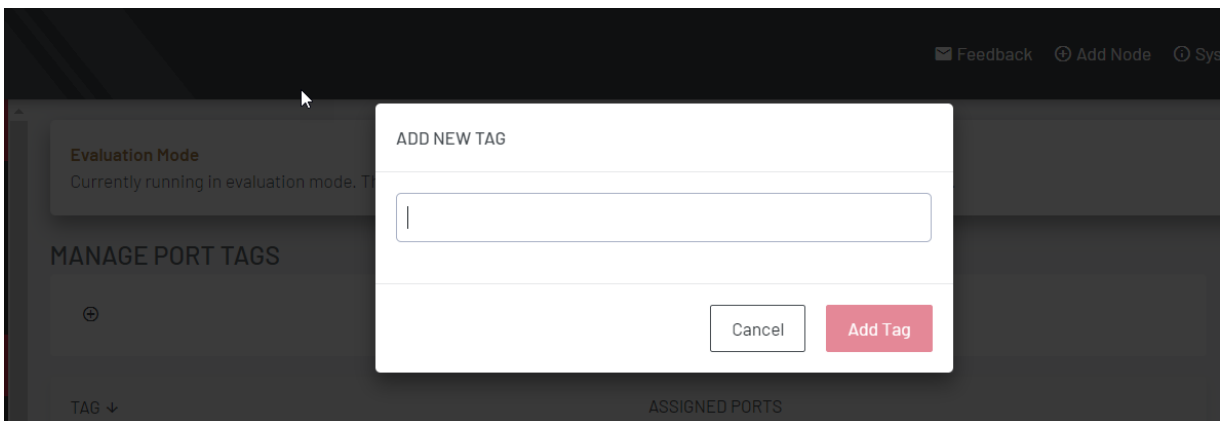 Feedback Add Node Sys
ADD NEW TAG
Evaluation Mode
Currently running in evaluation mode. Th
MANAGE PORT TAGS
Cancel Add Tag
TAG ASSIGNED PORTS